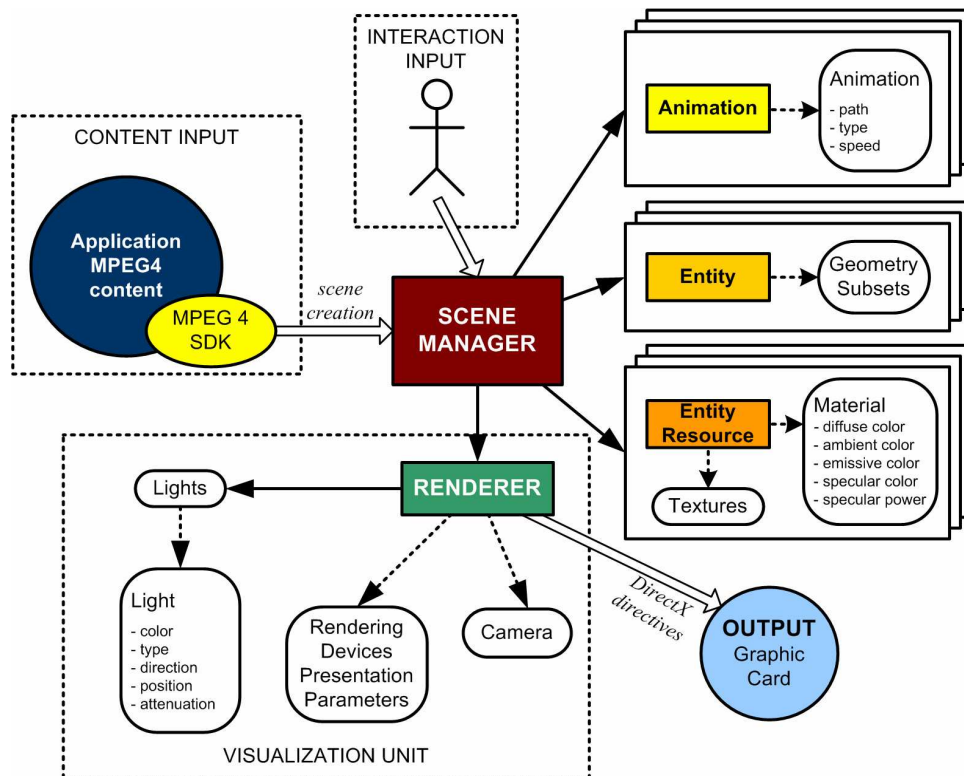 INTERACTION
INPUT
CONTENT INPUT
Application
MPEG4
content
MPEG 4
SDK
scene
creation
SCENE
MANAGER
Animation
Animation
- path
- type
- speed
Entity
Geometry
Subsets
Entity
Resource
Textures
Material
- diffuse color
- ambient color
- emissive color
- specular color
- specular power
RENDERER
Lights
Light
- color
- type
- direction
- position
- attenuation
Rendering
Devices
Presentation
Parameters
Camera
DirectX
directives
OUTPUT
Graphic
Card
VISUALIZATION UNIT